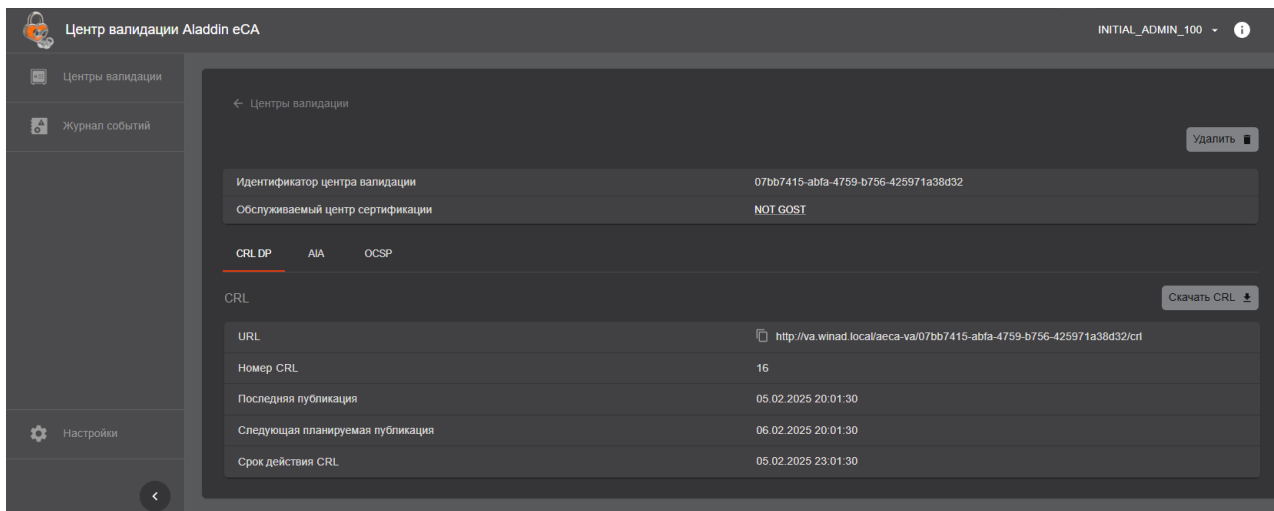 Центр валидации Aladdin eCA
INITIAL_ADMIN_100
Центры валидации
Журнал событий
Настройки
Центры валидации
Удалить
Идентификатор центра валидации 07bb7415-abfa-4759-b756-425971a38d32
Обслуживаемый центр сертификации NOT GOST
CRL DP AIA OCSP
CRL
Скачать CRL
URL http://va.winad.local/aeca-va/07bb7415-abfa-4759-b756-425971a38d32/crl
Номер CRL 16
Последняя публикация 05.02.2025 20:01:30
Следующая планируемая публикация 06.02.2025 20:01:30
Срок действия CRL 05.02.2025 23:01:30